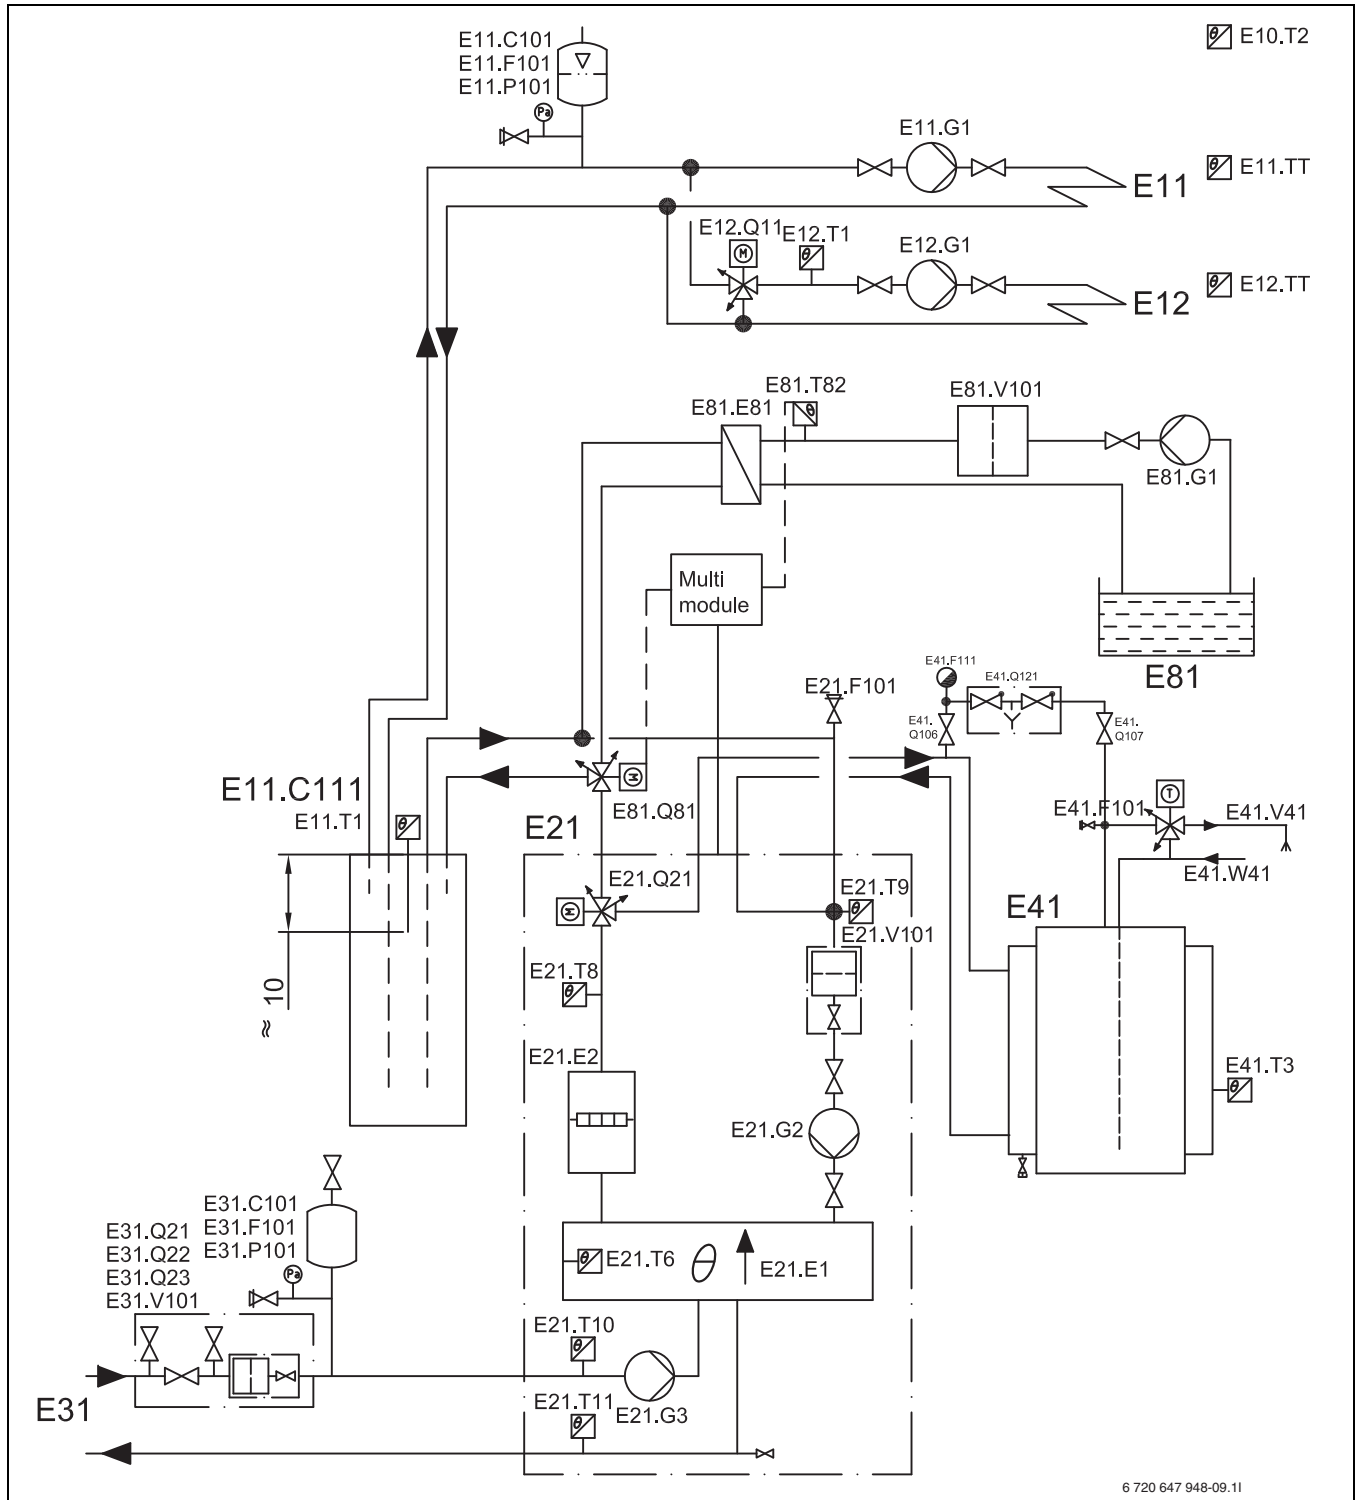 E11.C101
E11.F101
E11.P101
Pa
E10.T2
θ
E11.G1
E11
E11.TT
θ
E12.Q11
M
E12.T1
θ
E12.G1
E12
E12.TT
θ
E81.T82
θ
E81.E81
E81.V101
E81.G1
Multi
module
E81
E41.F111
E41.Q121
E21.F101
E41.
Q106
E41.
Q107
E11.C111
E11.T1
θ
E81.Q81
M
E21
T
E41.F101
E41.V41
E41.W41
E21.Q21
M
E21.T9
θ
E21.V101
E41
≈ 10
E21.T8
θ
E21.E2
E41.T3
θ
E21.G2
E31.C101
E31.F101
E31.P101
Pa
E31.Q21
E31.Q22
E31.Q23
E31.V101
θ
E21.T6
E21.E1
E21.T10
θ
E31
E21.T11
θ
E21.G3
6 720 647 948-09.1I